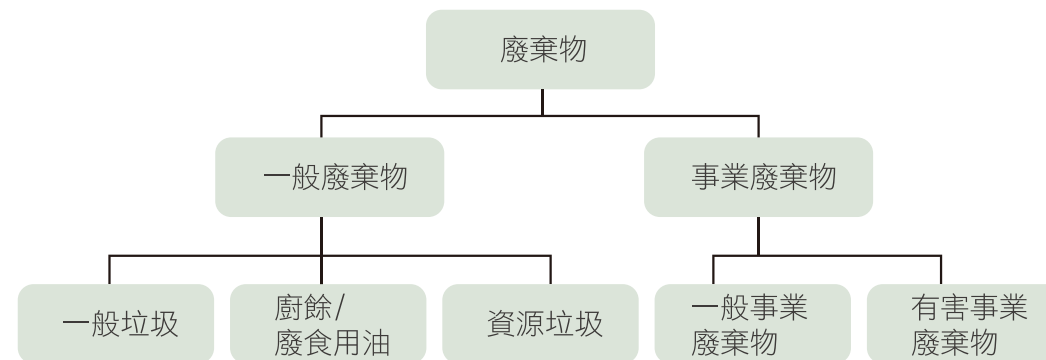 廢棄物
一般廢棄物
事業廢棄物
一般垃圾
廚餘/
廢食用油
資源垃圾
一般事業
廢棄物
有害事業
廢棄物